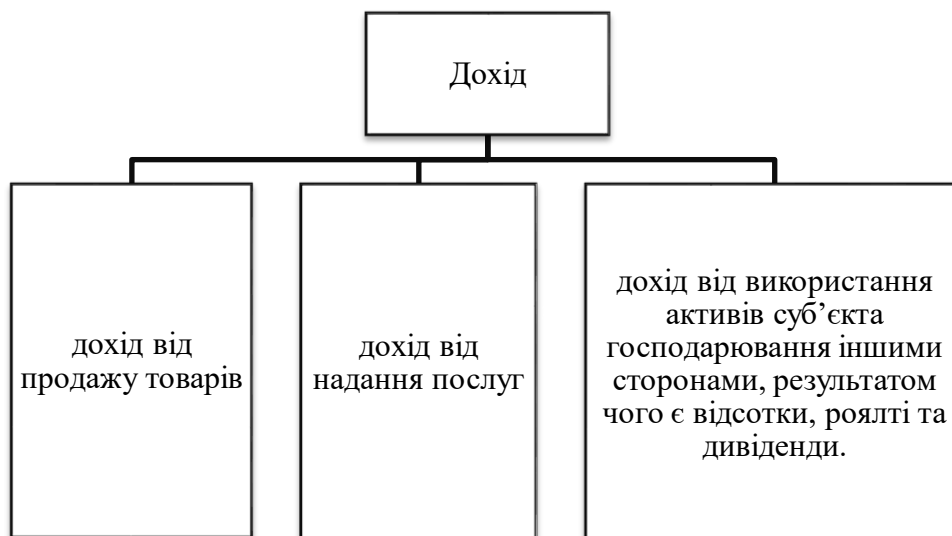 Дохід
дохід від
продажу товарів
дохід від
надання послуг
дохід від використання
активів суб’єкта
господарювання іншими
сторонами, результатом
чого є відсотки, роялті та
дивіденди.